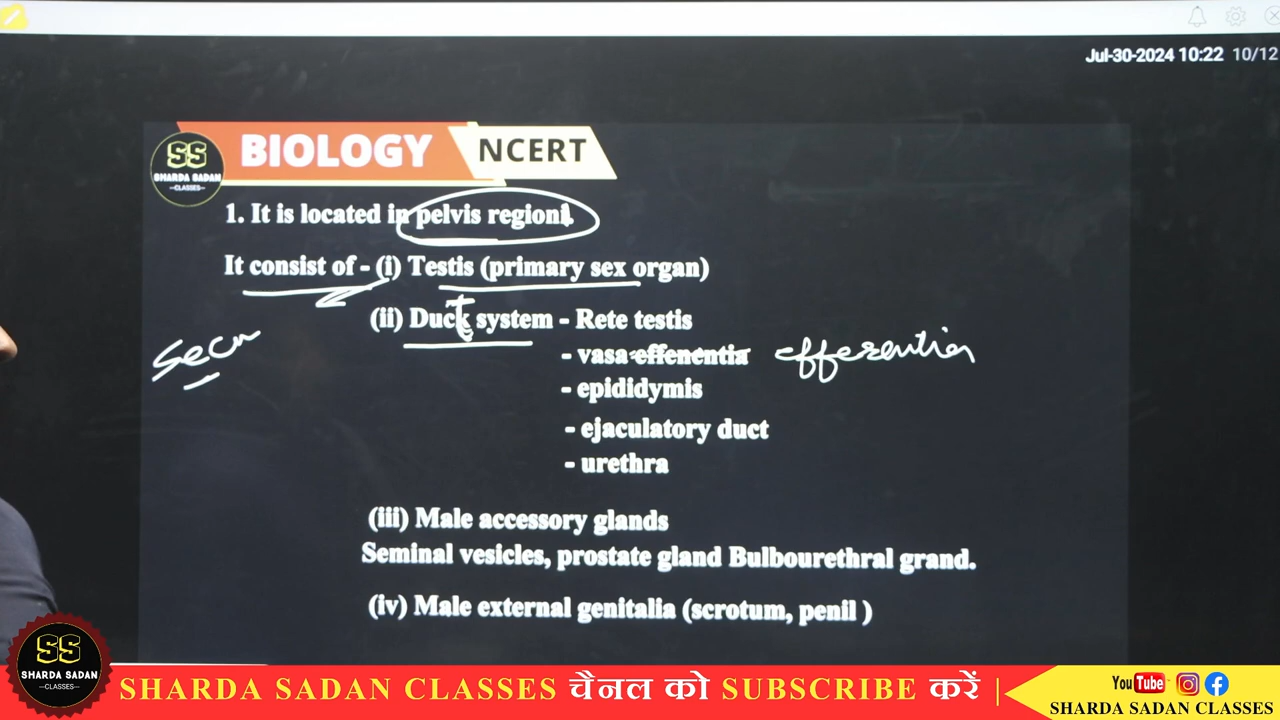 Jul-30-2024 10:22 10/12
SS
SHARDA SADAN
—CLASSES—
BIOLOGY NCERT
1. It is located in pelvis region.
It consist of - (i) Testis (primary sex organ)
(ii) Duct system - Rete testis
- vasa effenentia efferentia
- epididymis
- ejaculatory duct
- urethra
(iii) Male accessory glands
Seminal vesicles, prostate gland Bulbourethral grand.
(iv) Male external genitalia (scrotum, penil )
SS
SHARDA SADAN
—CLASSES—
SHARDA SADAN CLASSES चैनल को SUBSCRIBE करें |
YouTube
SHARDA SADAN CLASSES